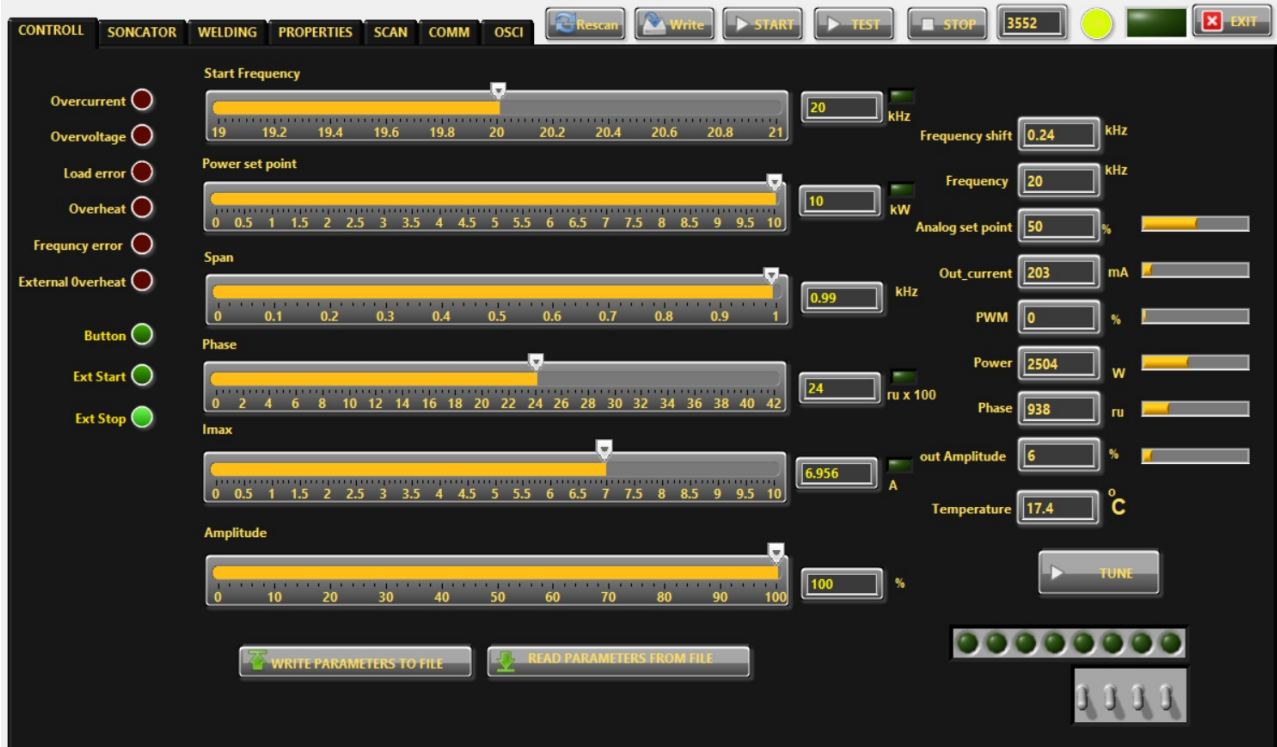 CONTROLL SONCATOR WELDING PROPERTIES SCAN COMM OSCI Rescan Write START TEST STOP 3552 EXIT
Overcurrent
Overvoltage
Load error
Overheat
Frequncy error
External 0verheat
Button
Ext Start
Ext Stop
Start Frequency
19 19.2 19.4 19.6 19.8 20 20.2 20.4 20.6 20.8 21
20 kHz
Power set point
0 0.5 1 1.5 2 2.5 3 3.5 4 4.5 5 5.5 6 6.5 7 7.5 8 8.5 9 9.5 10
10 kW
Span
0 0.1 0.2 0.3 0.4 0.5 0.6 0.7 0.8 0.9 1
0.99 kHz
Phase
0 2 4 6 8 10 12 14 16 18 20 22 24 26 28 30 32 34 36 38 40 42
24 ru x 100
Imax
0 0.5 1 1.5 2 2.5 3 3.5 4 4.5 5 5.5 6 6.5 7 7.5 8 8.5 9 9.5 10
6.956 A
Amplitude
0 10 20 30 40 50 60 70 80 90 100
100 %
WRITE PARAMETERS TO FILE READ PARAMETERS FROM FILE
Frequency shift 0.24 kHz
Frequency 20 kHz
Analog set point 50 %
Out_current 203 mA
PWM 0 %
Power 2504 W
Phase 938 ru
out Amplitude 6 %
Temperature 17.4 °C
TUNE